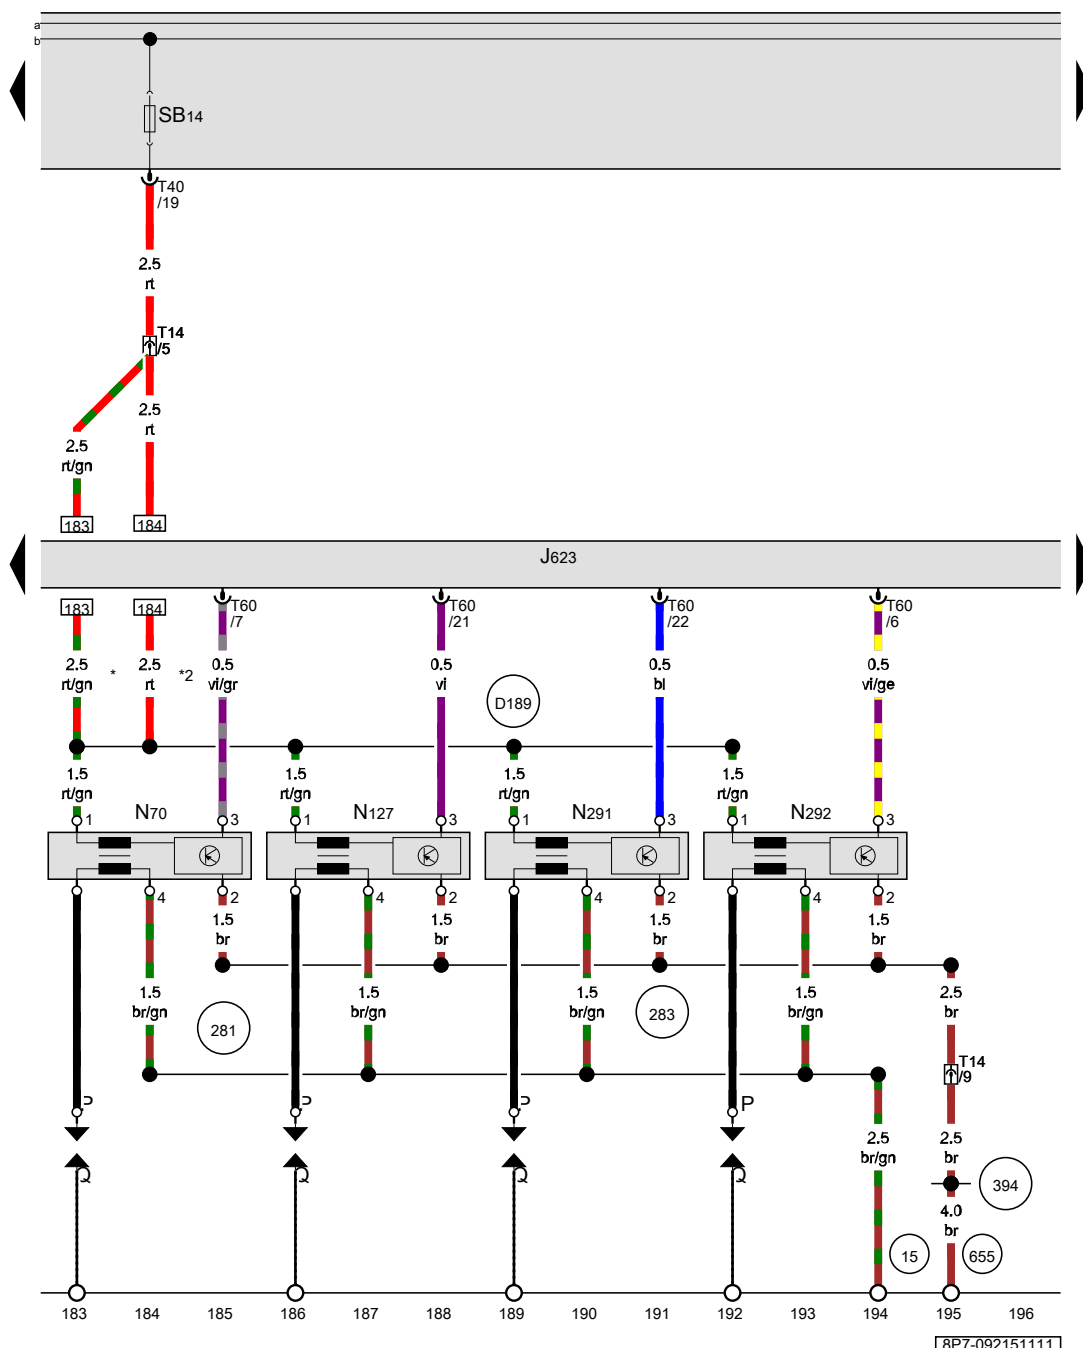 a
b
SB14
T40
/19
2.5
rt
T14
/5
2.5
rt
2.5
rt/gn
183
184
J623
183
184
T60
/7
T60
/21
T60
/22
T60
/6
2.5
rt/gn
*
2.5
rt
*2
0.5
vi/gr
0.5
vi
0.5
bl
0.5
vi/ge
D189
1.5
rt/gn
1.5
rt/gn
1.5
rt/gn
1.5
rt/gn
1
N70
3
1
N127
3
1
N291
3
1
N292
3
4
2
4
2
4
2
4
2
1.5
br
1.5
br
1.5
br
1.5
br
1.5
br/gn
281
1.5
br/gn
1.5
br/gn
283
1.5
br/gn
2.5
br
T14
/9
P
P
P
P
2.5
br/gn
2.5
br
Q
Q
Q
Q
394
4.0
br
15
655
183 184 185 186 187 188 189 190 191 192 193 194 195 196
8P7-092151111